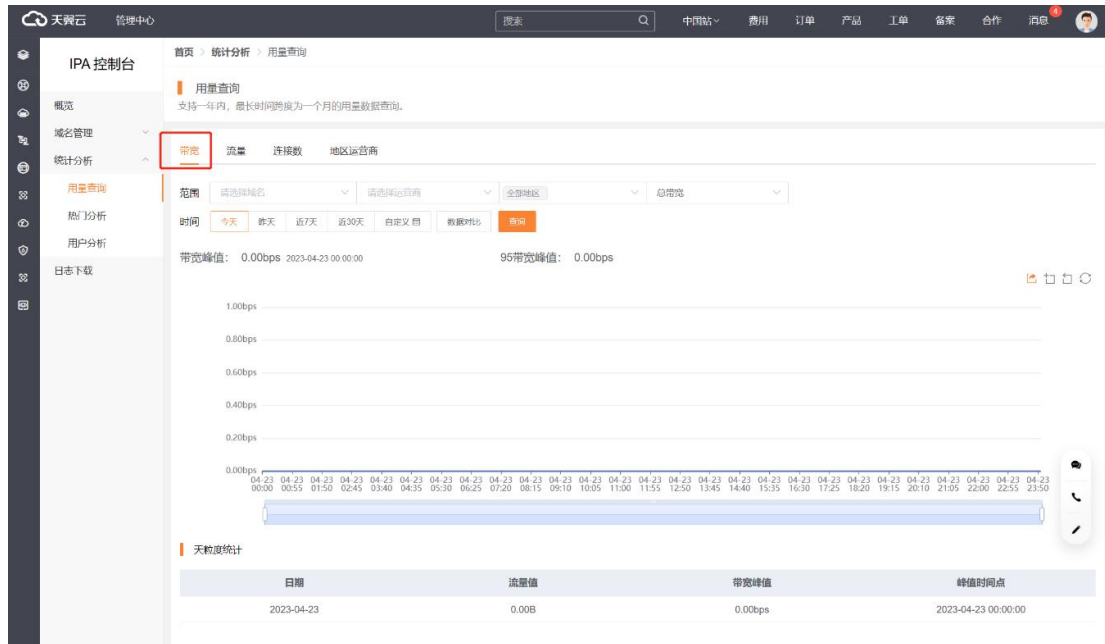 天翼云 管理中心 搜索 中国站 费用 订单 产品 工单 备案 合作 消息 4
IPA 控制台
概览
域名管理
统计分析
用量查询
热门分析
用户分析
日志下载
首页 > 统计分析 > 用量查询
用量查询
支持一年内，最长时间跨度为一个月的用量数据查询。
带宽 流量 连接数 地区运营商
范围 请选择域名 请选择运营商 全部地区 总带宽
时间 今天 昨天 近7天 近30天 自定义 数据对比 查询
带宽峰值： 0.00bps 2023-04-23 00:00:00 95带宽峰值： 0.00bps
1.00bps
0.80bps
0.60bps
0.40bps
0.20bps
0.00bps
04-23 04-23 04-23 04-23 04-23 04-23 04-23 04-23 04-23 04-23 04-23 04-23 04-23 04-23 04-23 04-23 04-23 04-23 04-23 04-23 04-23 04-23 04-23 04-23 04-23 04-23 04-23
00:00 00:55 01:50 02:45 03:40 04:35 05:30 06:25 07:20 08:15 09:10 10:05 11:00 11:55 12:50 13:45 14:40 15:35 16:30 17:25 18:20 19:15 20:10 21:05 22:00 22:55 23:50
天粒度统计
日期 流量值 带宽峰值 峰值时间点
2023-04-23 0.00B 0.00bps 2023-04-23 00:00:00